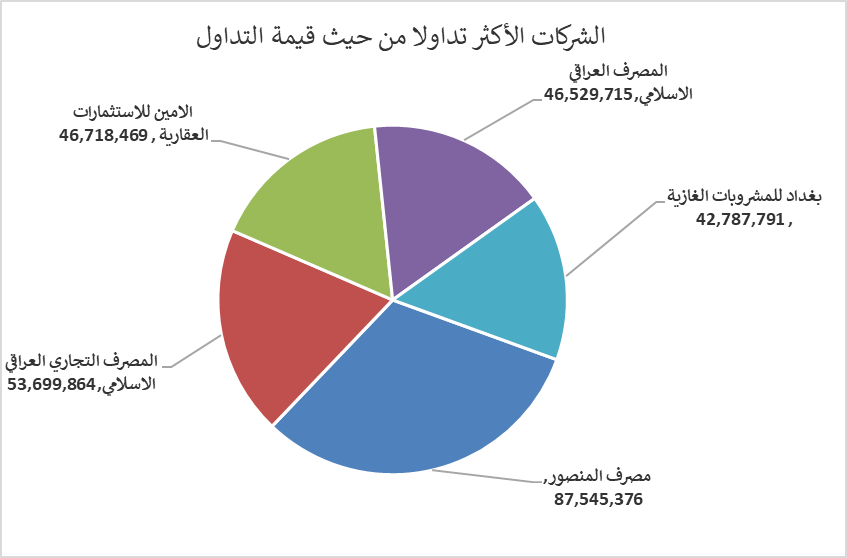 الشركات الأكثر تداولا من حيث قيمة التداول
المصرف العراقي
الاسلامي, 46,529,715
الامين للاستثمارات
العقارية , 46,718,469
بغداد للمشروبات الغازية
, 42,787,791
المصرف التجاري العراقي
الاسلامي, 53,699,864
مصرف المنصور,
87,545,376